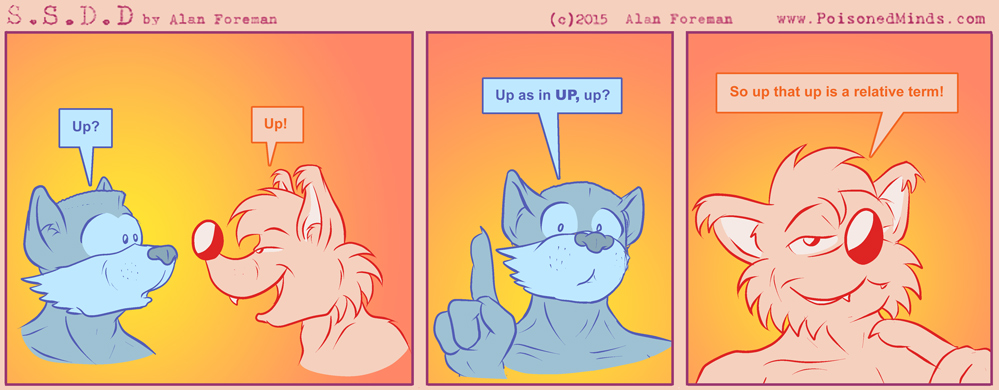 S.S.D.D by Alan Foreman (c)2015 Alan Foreman www.PoisonedMinds.com
Up?
Up!
Up as in UP, up?
So up that up is a relative term!